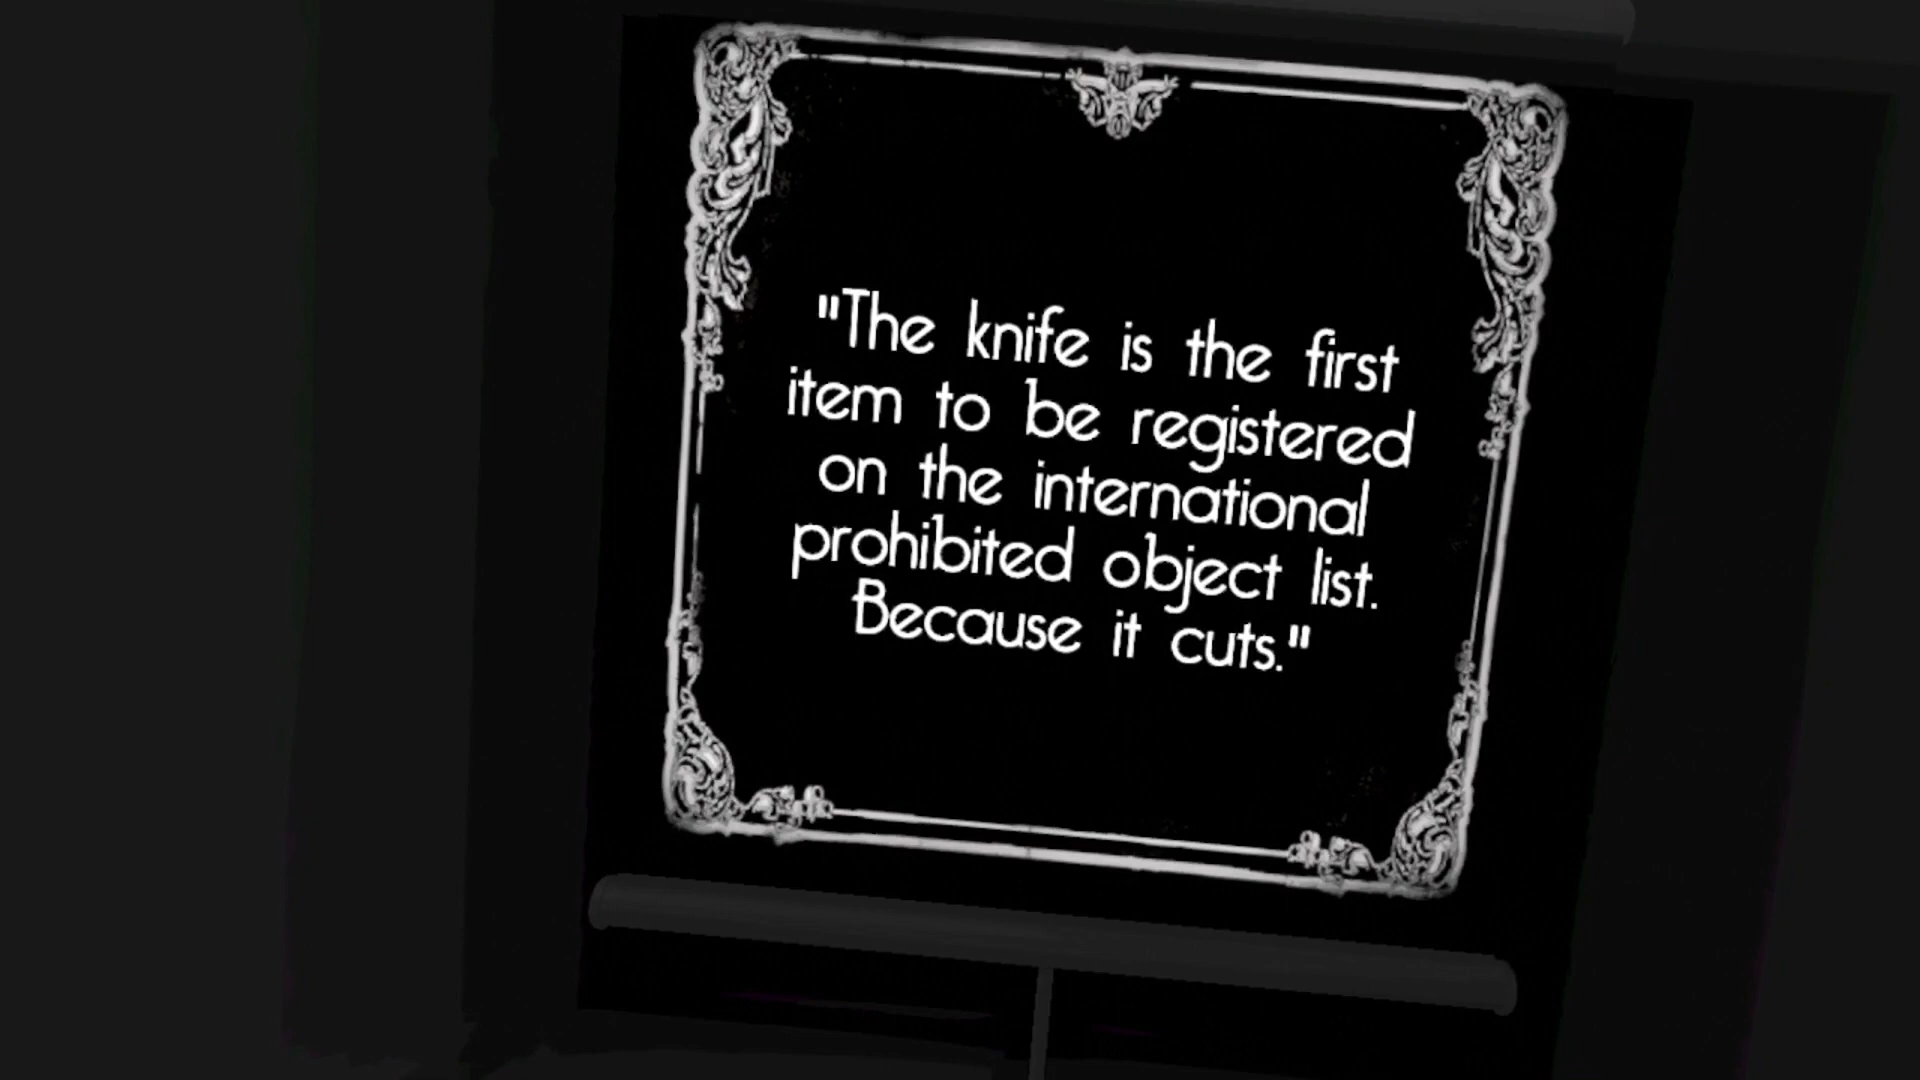 "The knife is the first
item to be registered
on the international
prohibited object list.
Because it cuts."